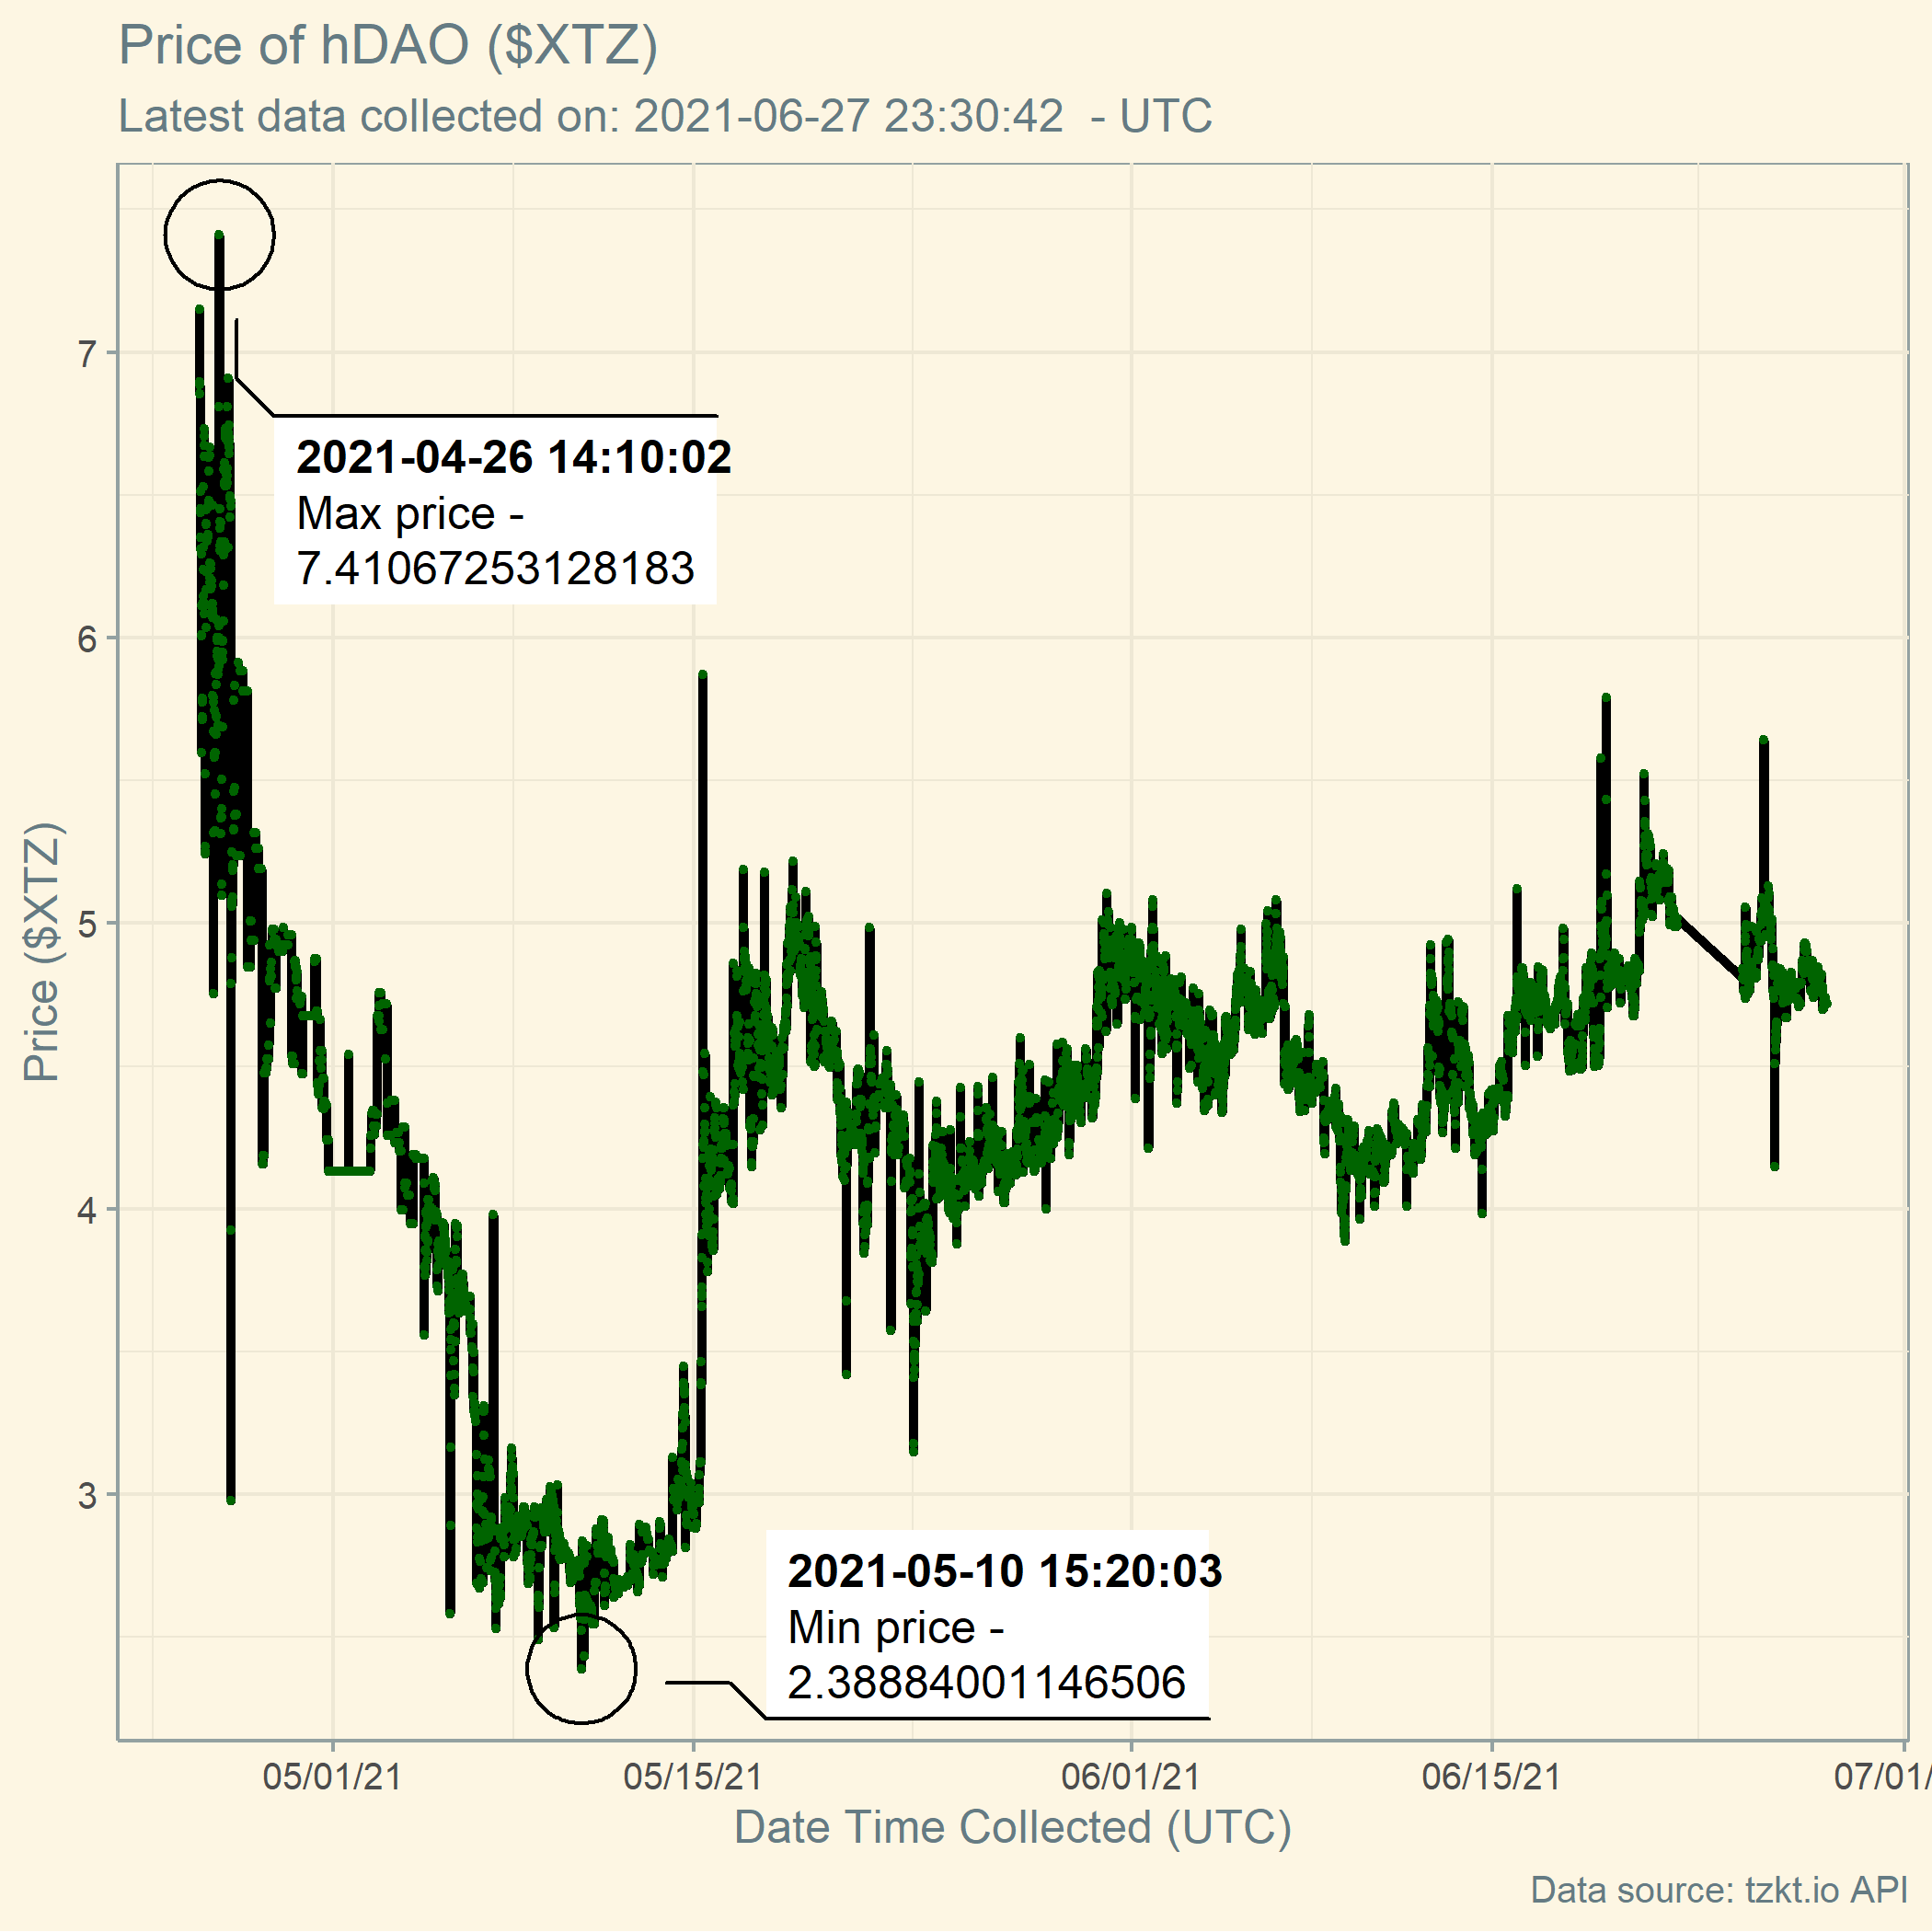 Price of hDAO ($XTZ)
Latest data collected on: 2021-06-27 23:30:42  - UTC
7
6
5
4
3
Price ($XTZ)
2021-04-26 14:10:02
Max price -
7.41067253128183
2021-05-10 15:20:03
Min price -
2.38884001146506
05/01/21
05/15/21
06/01/21
06/15/21
07/01/
Date Time Collected (UTC)
Data source: tzkt.io API